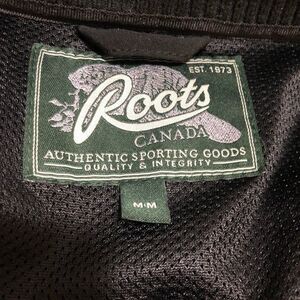 EST. 1973
Roots
CANADA
AUTHENTIC SPORTING GOODS
QUALITY & INTEGRITY
M·M